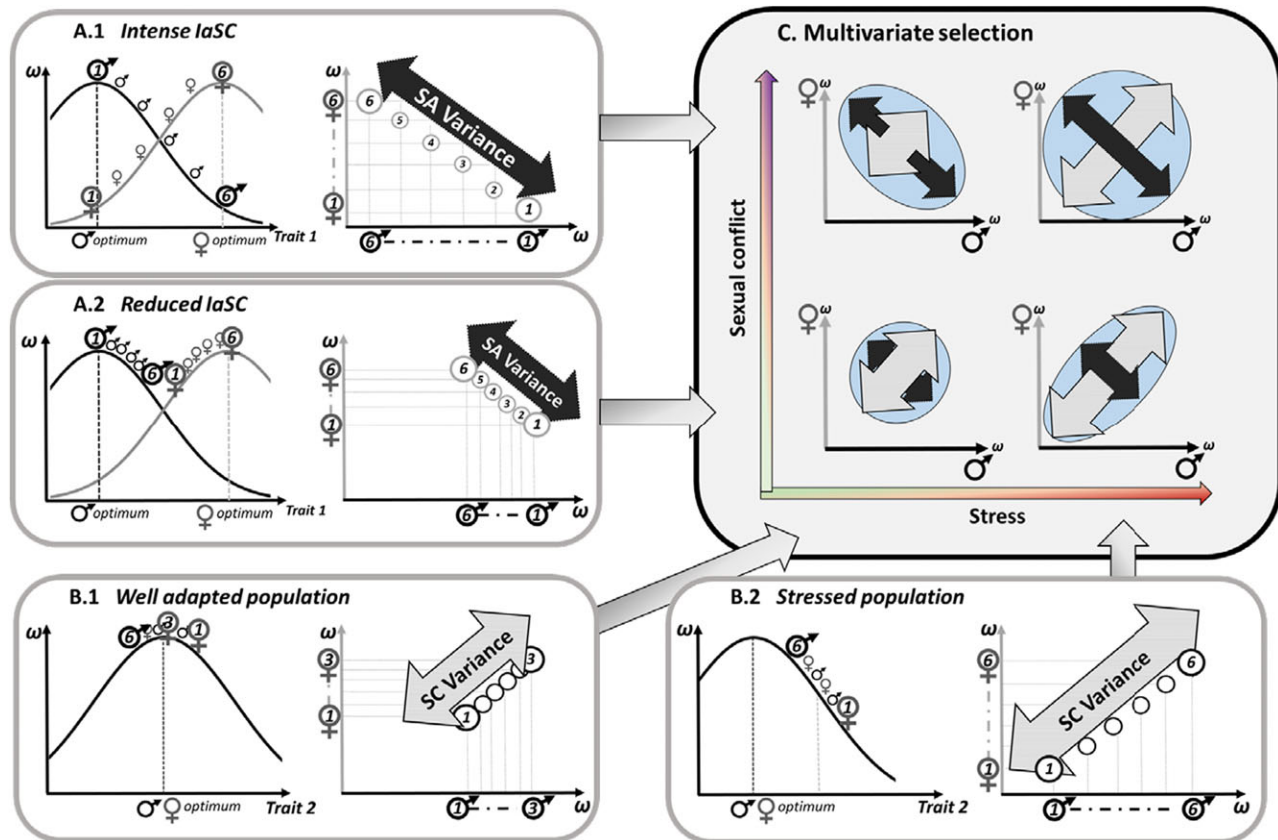 A.1 Intense IaSC
ω
1
6
1
6
♂ optimum
♀ optimum
Trait 1
ω
6
1
6
5
4
3
2
1
SA Variance
6
1
ω
A.2 Reduced IaSC
ω
1
6
1
6
♂ optimum
♀ optimum
Trait 1
ω
6
1
6
5
4
3
2
1
SA Variance
6
1
ω
B.1 Well adapted population
ω
6
3
1
♂♀ optimum
Trait 2
ω
3
1
1
3
SC Variance
1
3
ω
B.2 Stressed population
ω
6
1
♂♀ optimum
Trait 2
ω
6
1
1
6
SC Variance
1
6
ω
C. Multivariate selection
Sexual conflict
♀ ω
ω
♂
♀ ω
ω
♂
♀ ω
ω
♂
♀ ω
ω
♂
Stress